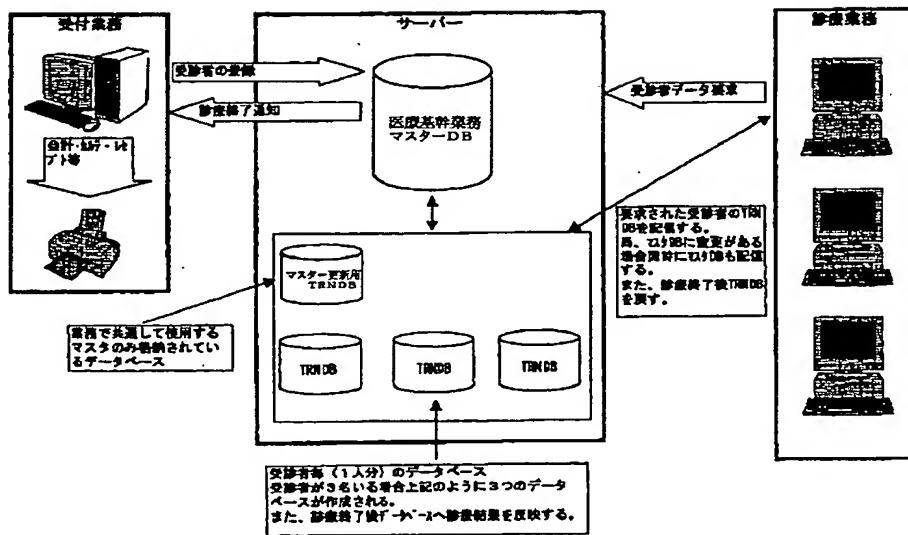 受付業務
サーバー
診療業務
受診者の登録
診療終了通知
受診者データ要求
医療基幹業務
マスターDB
会計・カルテ・レセ
プト等
要求された受診者のTRN
DBを配信する。
尚、マスタDBに変更がある
場合同時にマスタDBも配信
する。
また、診療終了後TRNDB
を戻す。
マスター更新用
TRNDB
業務で共通して使用する
マスタのみ格納されてい
るデータベース
TRNDB
TRNDB
TRNDB
受診者毎（1人分）のデータベース
受診者が3名いる場合上記のように3つのデータ
ベースが作成される。
また、診療終了後データベースへ診療結果を反映する。